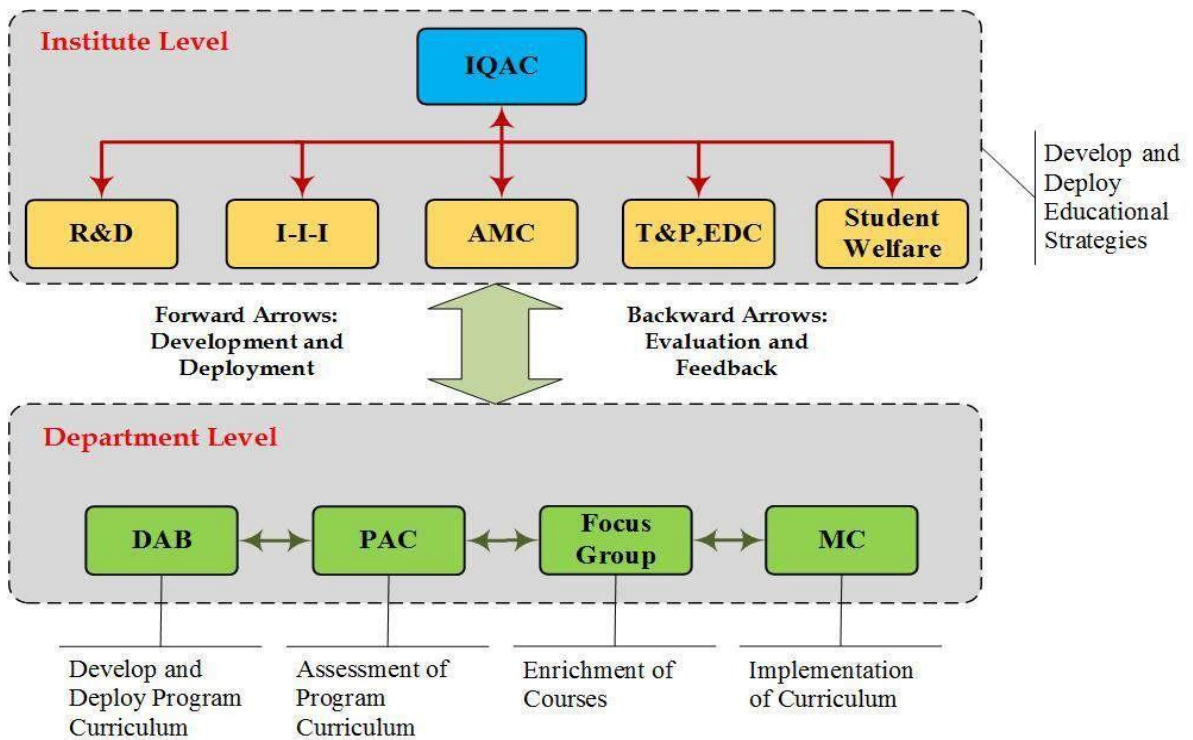 Institute Level
IQAC
R&D
I-I-I
AMC
T&P,EDC
Student
Welfare
Develop and
Deploy
Educational
Strategies
Forward Arrows:
Development and
Deployment
Backward Arrows:
Evaluation and
Feedback
Department Level
DAB
PAC
Focus
Group
MC
Develop and
Deploy Program
Curriculum
Assessment of
Program
Curriculum
Enrichment of
Courses
Implementation
of Curriculum